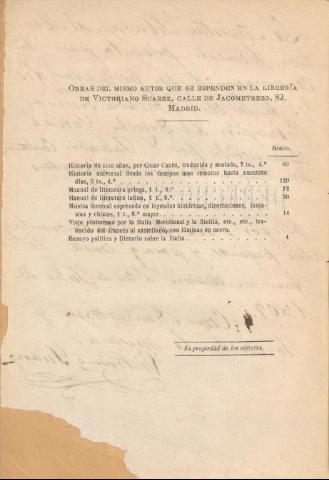 OBRAS DEL MISMO AUTOR QUE SE ESPENDEN EN LA LIBRERÍA
DE VICTORIANO SUAREZ, CALLE DE JACOMETREZO, 82.
MADRID.
Reales.
Historia de cien años, por César Cantú, traducida y anotada, 2 ts., 4.º 60
Historia universal desde los tiempos mas remotos hasta nuestros
dias, 5 ts., 4.º 120
Manual de literatura griega, 1 t., 8.º 12
Manual de literatura latina, 1 t., 8.º 20
Música terrenal espresada en leyendas históricas, disertaciones, fanta-
sías y chistes, 1 t., 8.º mayor. 14
Viaje pintoresco por la Italia Meridional y la Sicilia, etc., etc., tra-
ducido del francés al castellano, con láminas en acero.
Ensayo político y literario sobre la Italia. 4
Es propiedad de los editores.